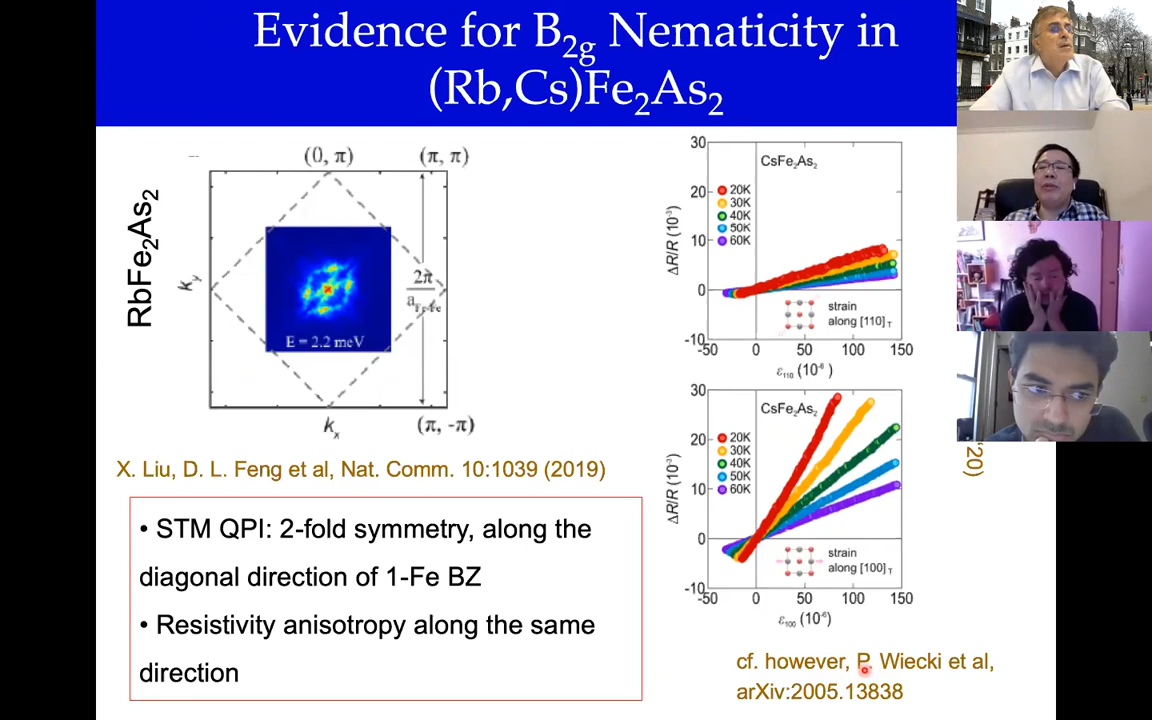 Evidence for B2g Nematicity in
(Rb,Cs)Fe2As2
RbFe2As2
(0, π)
(π, π)
ky
2π
aFe-Fe
E = 2.2 meV
kx
(π, -π)
X. Liu, D. L. Feng et al, Nat. Comm. 10:1039 (2019)
• STM QPI: 2-fold symmetry, along the
diagonal direction of 1-Fe BZ
• Resistivity anisotropy along the same
direction
30
20
10
0
-10
ΔR/R (10-3)
CsFe2As2
20K
30K
40K
50K
60K
strain
along [110]T
-50 0 50 100 150
ε110 (10-6)
30
20
10
0
-10
ΔR/R (10-3)
CsFe2As2
20K
30K
40K
50K
60K
strain
along [100]T
-50 0 50 100 150
ε100 (10-6)
'20)
cf. however, P. Wiecki et al,
arXiv:2005.13838